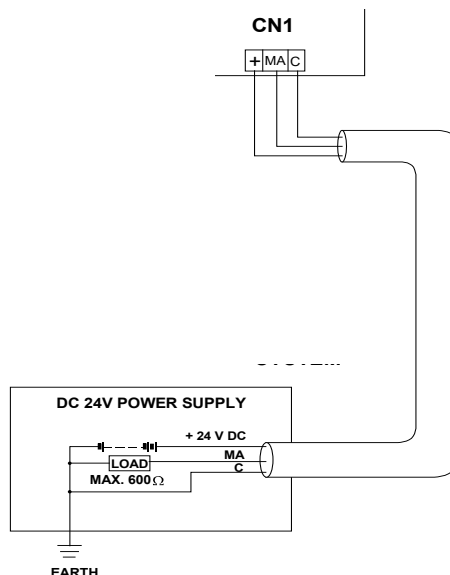 CN1
+ MA C
DC 24V POWER SUPPLY
+ 24 V DC
LOAD
MA
C
MAX. 600Ω
EARTH